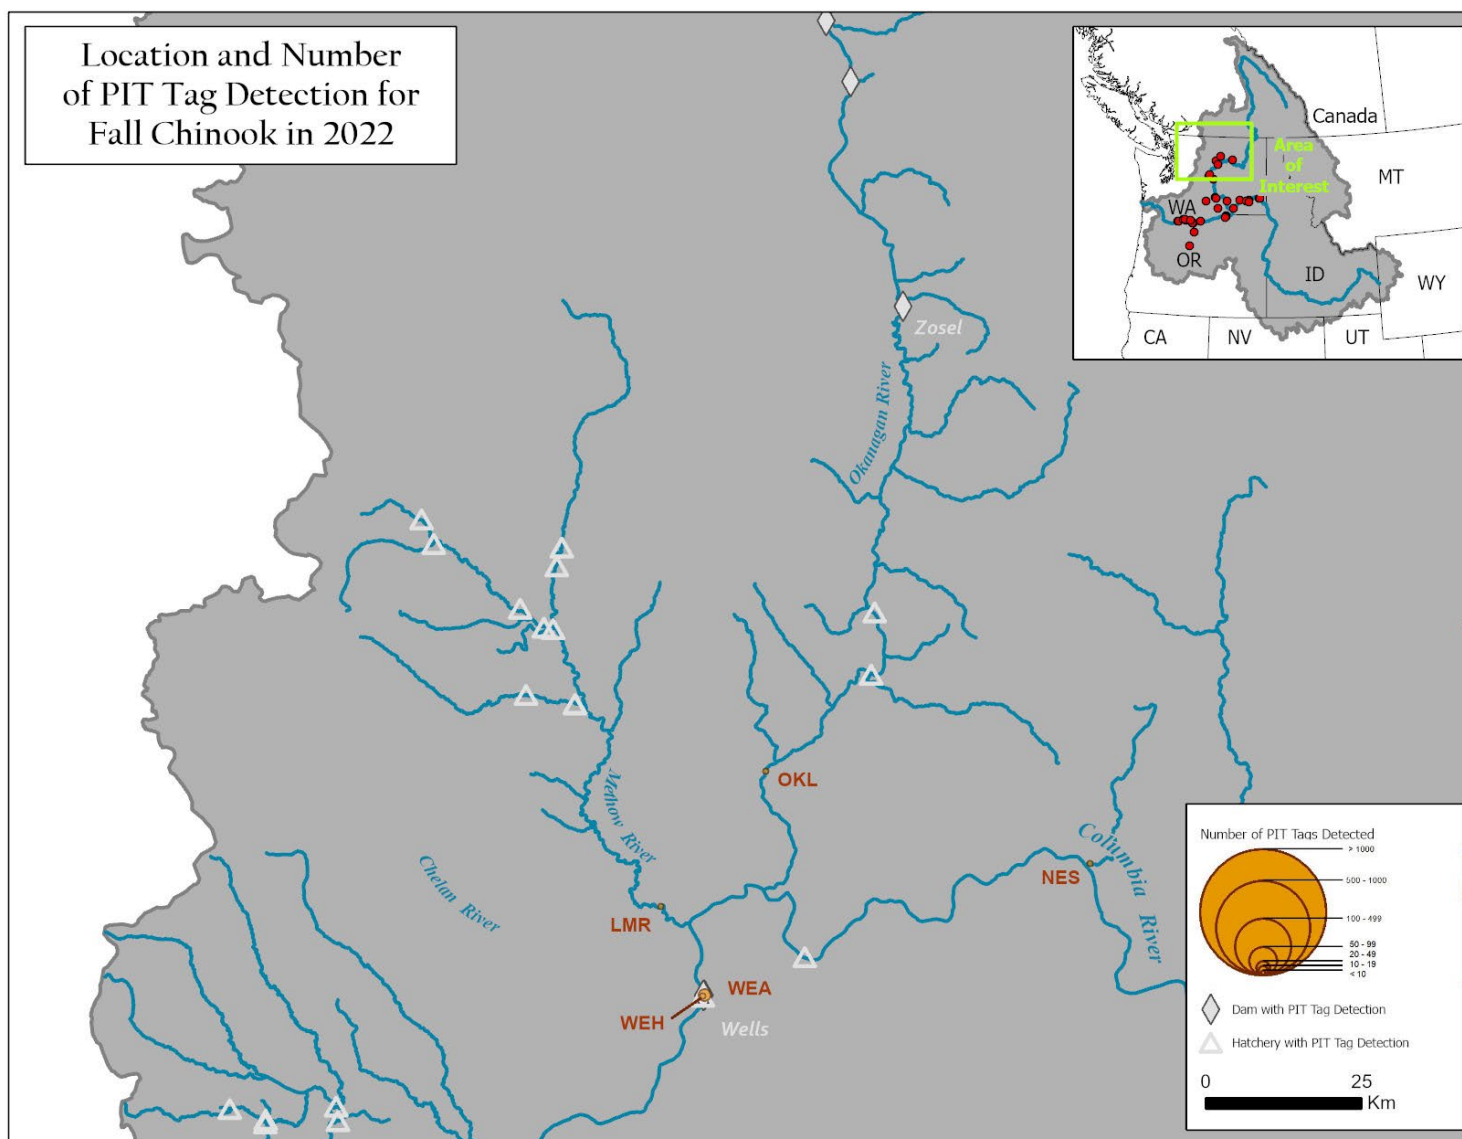 Location and Number
of PIT Tag Detection for
Fall Chinook in 2022
Canada
Area
of
Interest
MT
WA
OR
ID
WY
CA
NV
UT
Zosel
Okanagan River
OKL
Methow River
Chelan River
Columbia River
NES
LMR
WEA
WEH
Wells
Number of PIT Tags Detected
> 1000
500 - 1000
100 - 499
50 - 99
20 - 49
10 - 19
< 10
Dam with PIT Tag Detection
Hatchery with PIT Tag Detection
0 25
Km